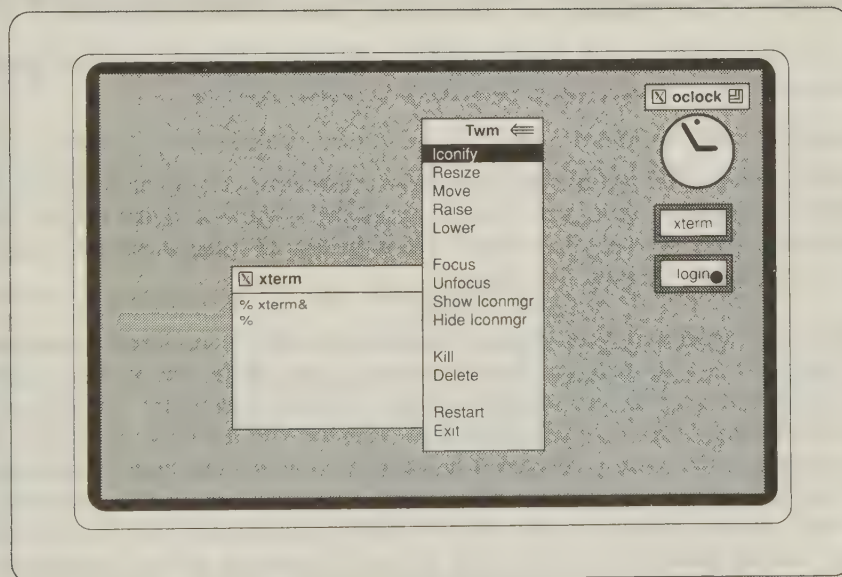 oclock
Twm
Iconify
Resize
Move
Raise
Lower
Focus
Unfocus
Show Iconmgr
Hide Iconmgr
Kill
Delete
Restart
Exit
xterm
% xterm&
%
xterm
login